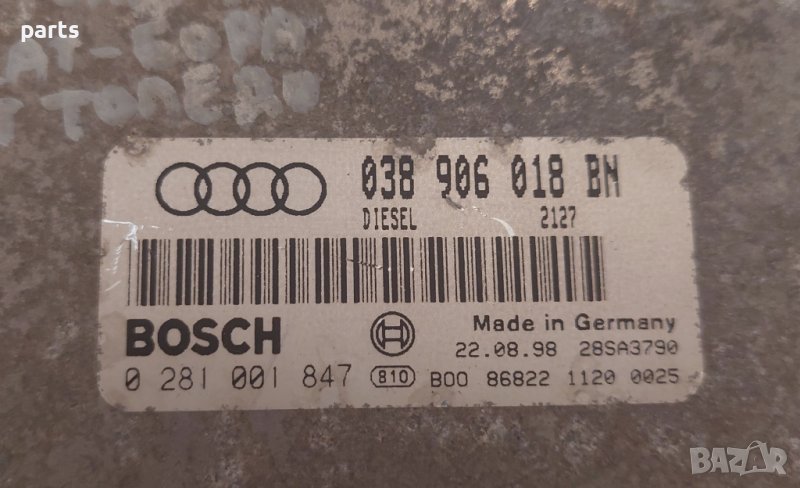 parts
038 906 018 BN
DIESEL 2127
BOSCH
Made in Germany
22.08.98 28SA3790
0 281 001 847 810 B00 86822 1120 0025
BAZAR